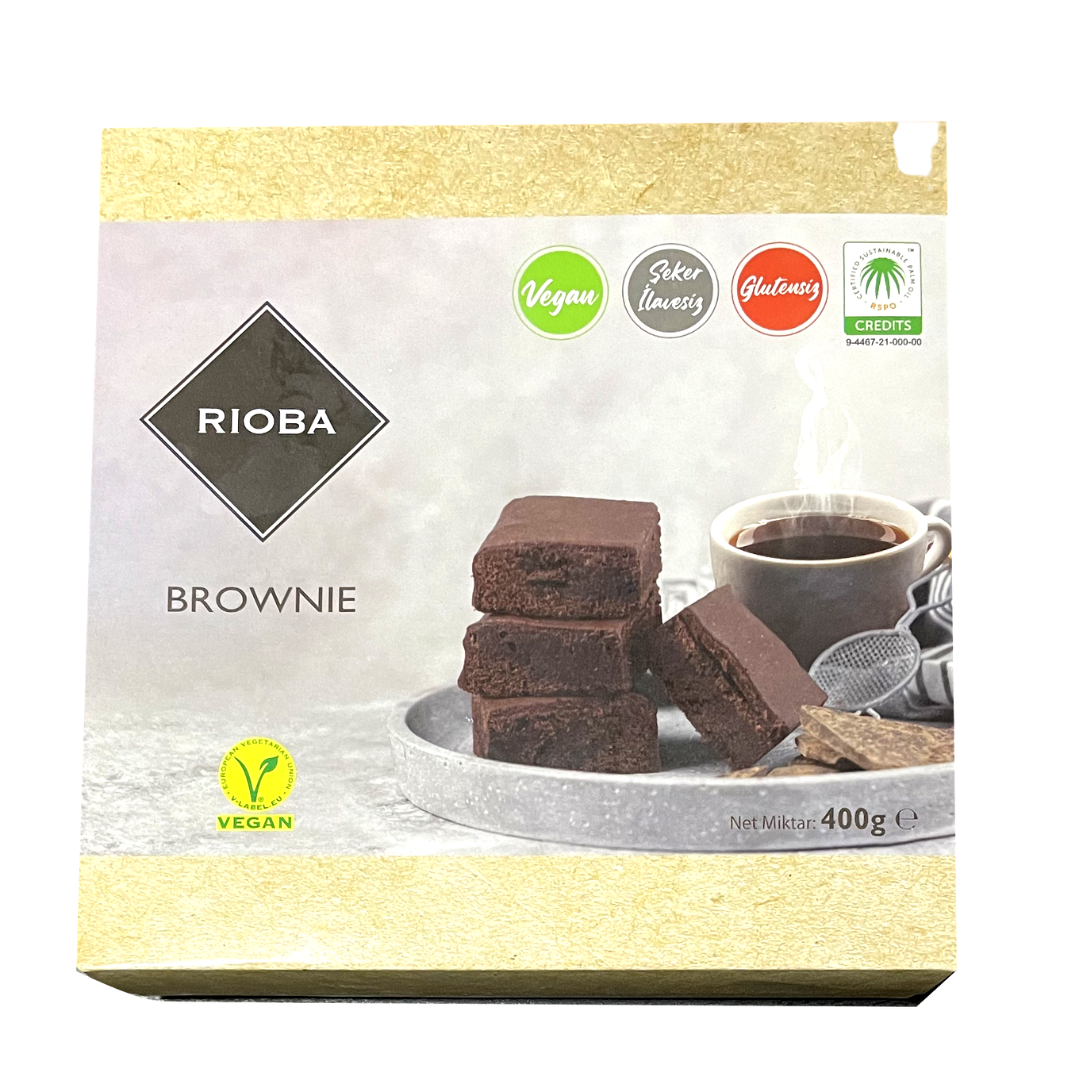 Vegan
Şeker
İlavesiz
Glutensiz
CERTIFIED SUSTAINABLE PALM OIL
™
RSPO
CREDITS
9-4467-21-000-00
RIOBA
BROWNIE
EUROPEAN VEGETARIAN UNION
V-LABEL.EU
®
VEGAN
Net Miktar: 400g ℮